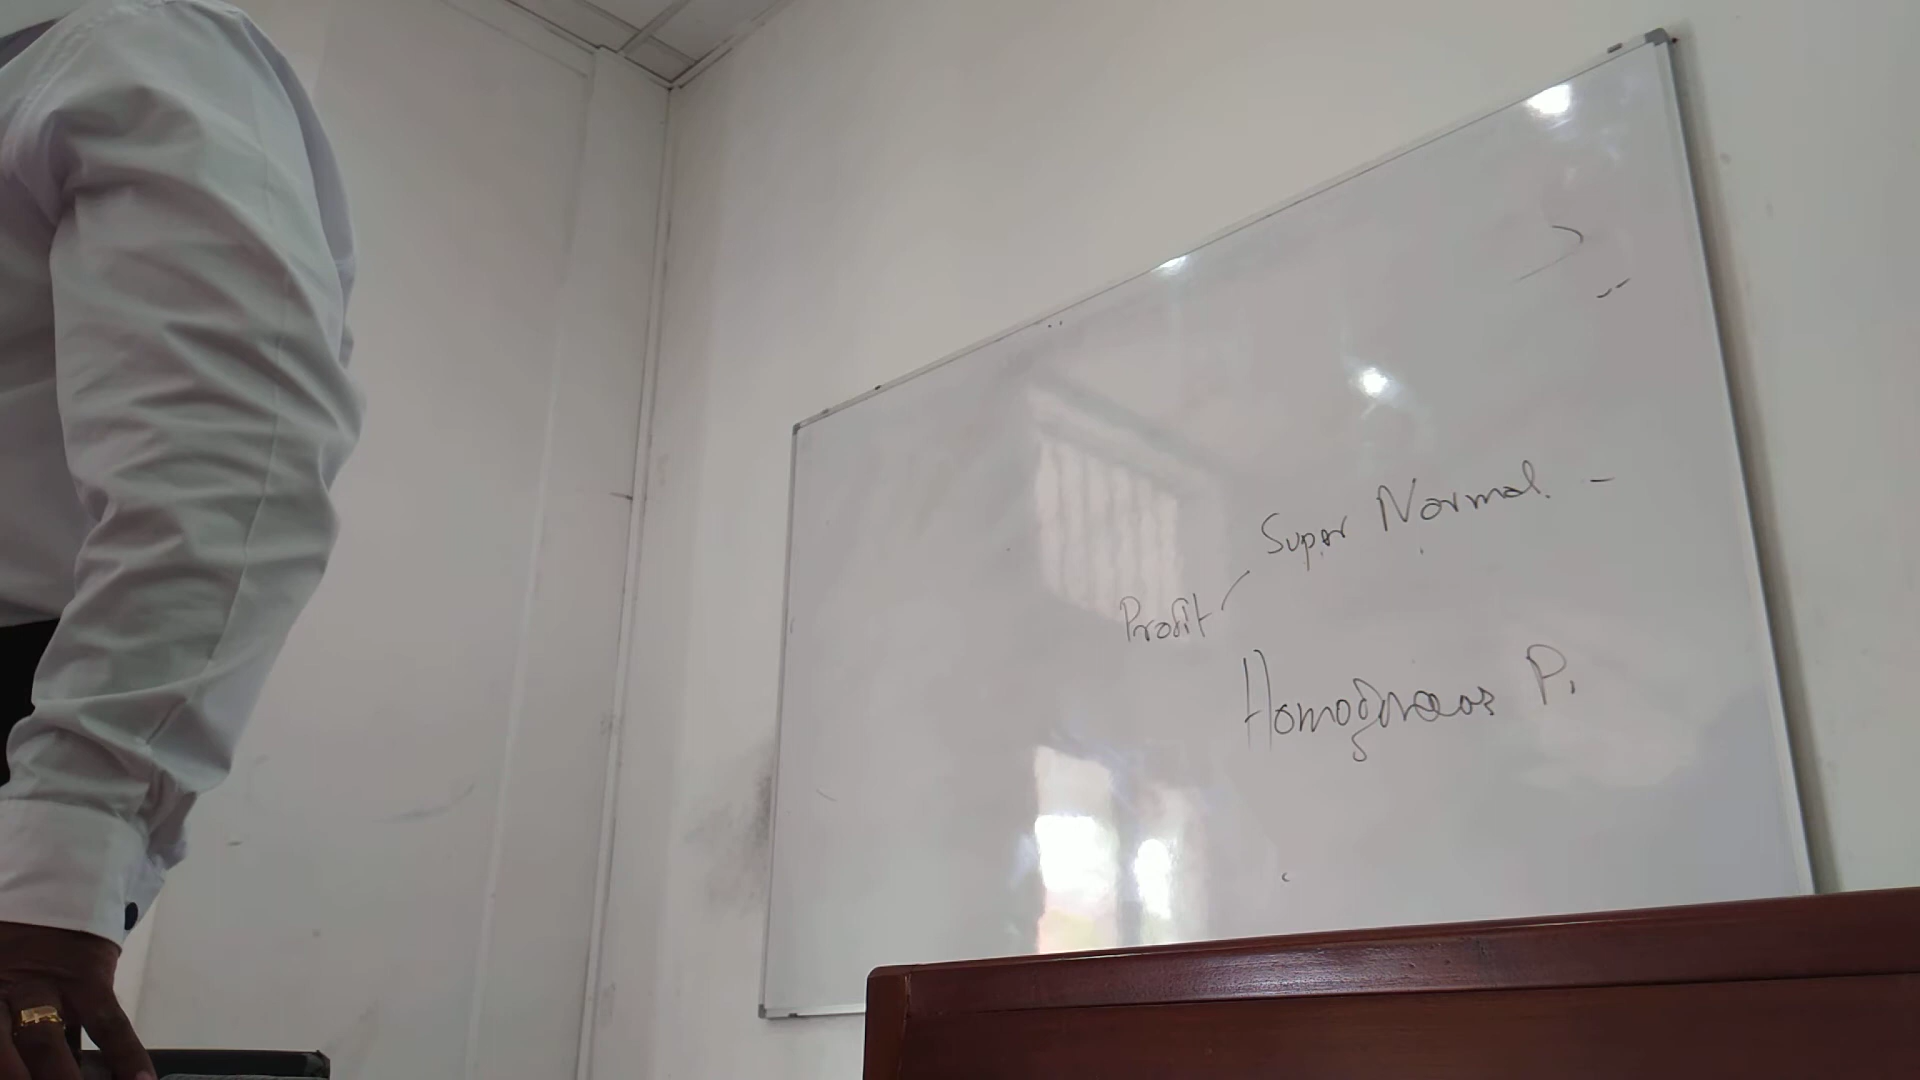 Super Normal. -
Profit
Homogneous P.